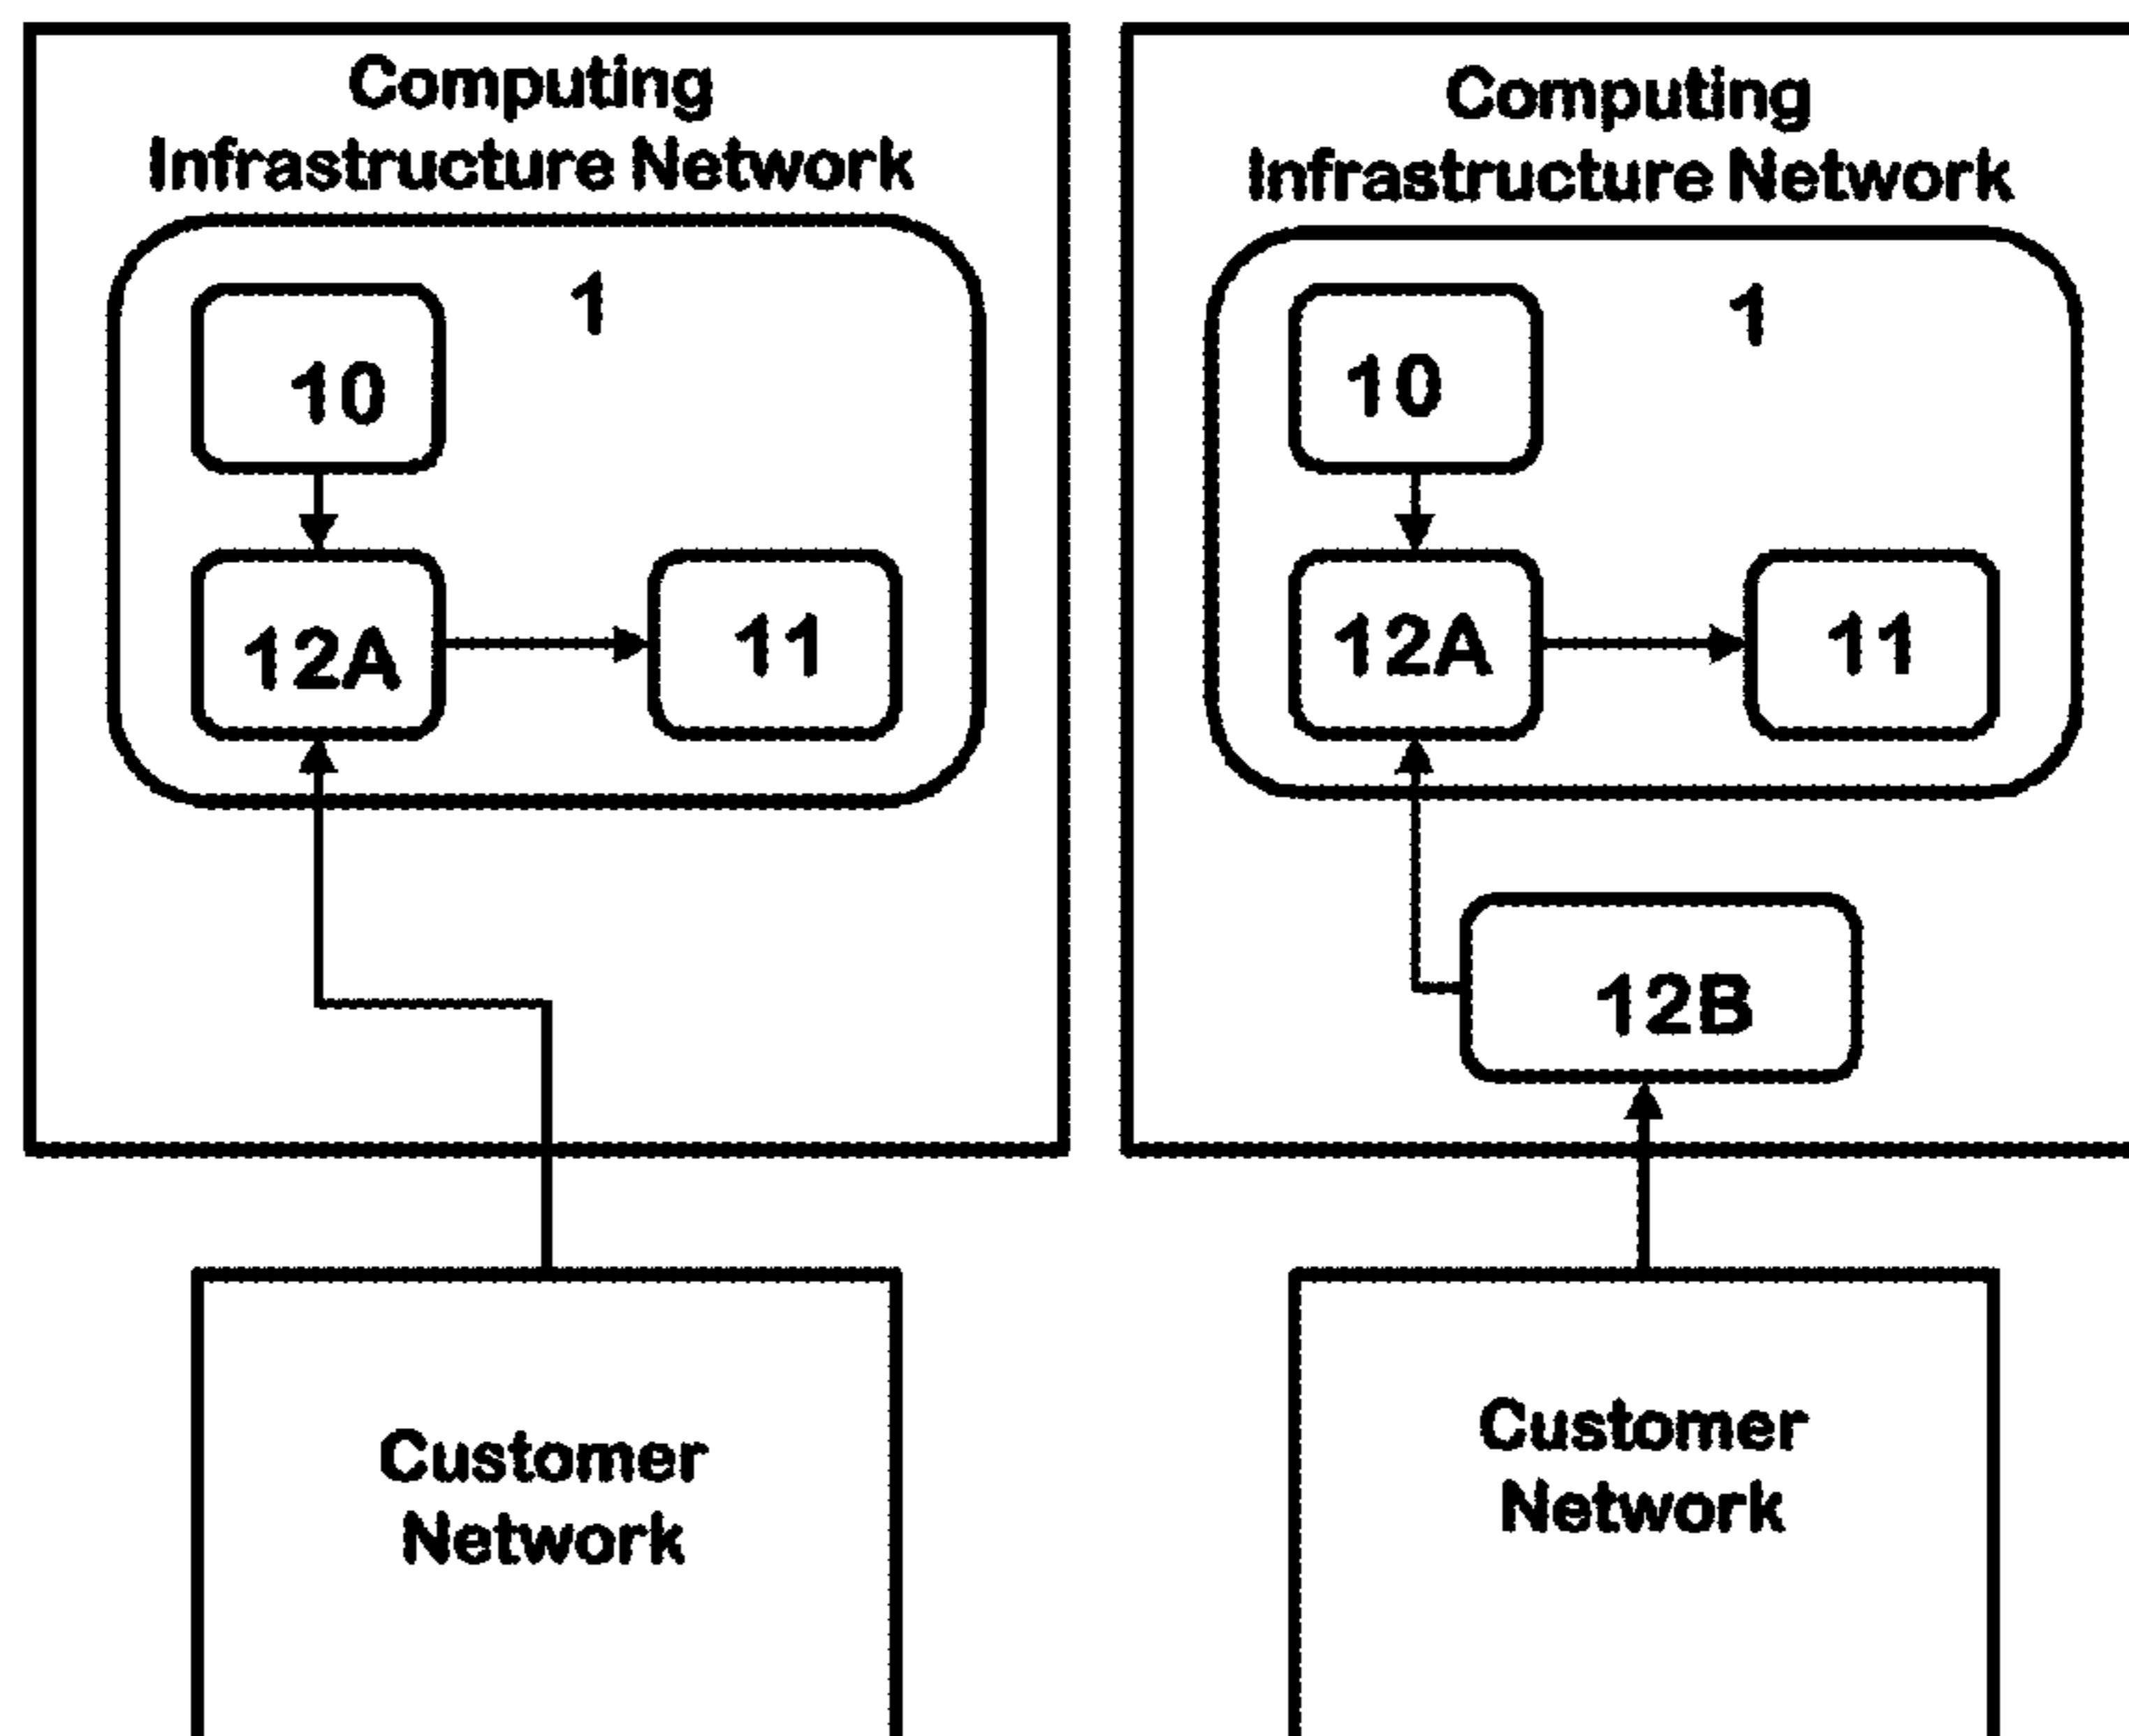 Computing
Infrastructure Network
1
10
12A
11
Customer
Network
Computing
Infrastructure Network
1
10
12A
11
12B
Customer
Network